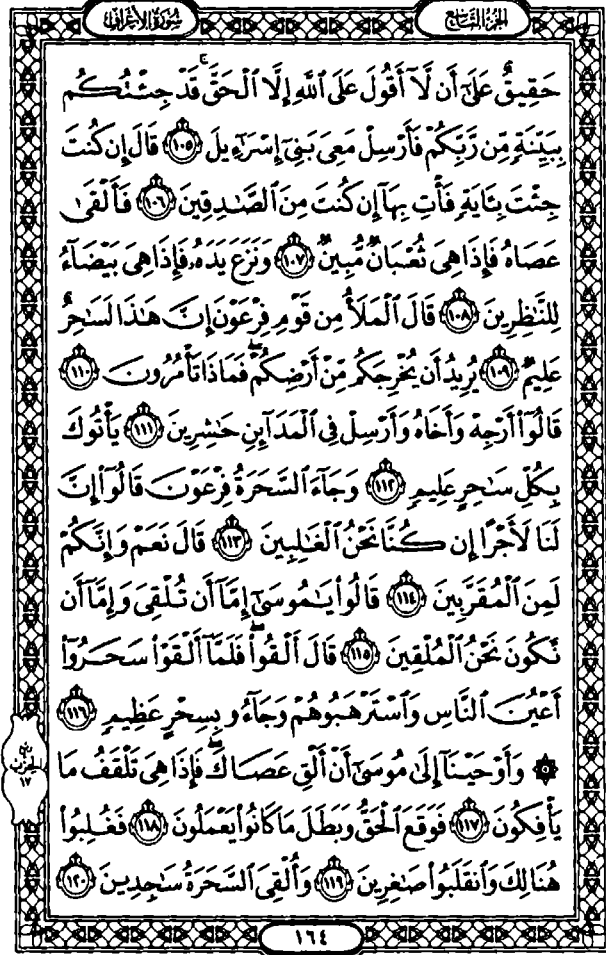 الجزء التاسع سورة الأعراف
حَقِيقٌ عَلَىٰٓ أَن لَّآ أَقُولَ عَلَى ٱللَّهِ إِلَّا ٱلْحَقَّۚ قَدْ جِئْتُكُم
بِبَيِّنَةٍ مِّن رَّبِّكُمْ فَأَرْسِلْ مَعِىَ بَنِىٓ إِسْرَٰٓءِيلَ ١٠٥ قَالَ إِن كُنتَ
جِئْتَ بِـَٔايَةٍ فَأْتِ بِهَآ إِن كُنتَ مِنَ ٱلصَّـٰدِقِينَ ١٠٦ فَأَلْقَىٰ
عَصَاهُ فَإِذَا هِىَ ثُعْبَانٌ مُّبِينٌ ١٠٧ وَنَزَعَ يَدَهُۥ فَإِذَا هِىَ بَيْضَآءُ
لِلنَّـٰظِرِينَ ١٠٨ قَالَ ٱلْمَلَأُ مِن قَوْمِ فِرْعَوْنَ إِنَّ هَـٰذَا لَسَـٰحِرٌ
عَلِيمٌ ١٠٩ يُرِيدُ أَن يُخْرِجَكُم مِّنْ أَرْضِكُمْۖ فَمَاذَا تَأْمُرُونَ ١١٠
قَالُوٓا۟ أَرْجِهْ وَأَخَاهُ وَأَرْسِلْ فِى ٱلْمَدَآئِنِ حَـٰشِرِينَ ١١١ يَأْتُوكَ
بِكُلِّ سَـٰحِرٍ عَلِيمٍ ١١٢ وَجَآءَ ٱلسَّحَرَةُ فِرْعَوْنَ قَالُوٓا۟ إِنَّ
لَنَا لَأَجْرًا إِن كُنَّا نَحْنُ ٱلْغَـٰلِبِينَ ١١٣ قَالَ نَعَمْ وَإِنَّكُمْ
لَمِنَ ٱلْمُقَرَّبِينَ ١١٤ قَالُوا۟ يَـٰمُوسَىٰٓ إِمَّآ أَن تُلْقِىَ وَإِمَّآ أَن
نَّكُونَ نَحْنُ ٱلْمُلْقِينَ ١١٥ قَالَ أَلْقُوا۟ۖ فَلَمَّآ أَلْقَوْا۟ سَحَرُوٓا۟
أَعْيُنَ ٱلنَّاسِ وَٱسْتَرْهَبُوهُمْ وَجَآءُو بِسِحْرٍ عَظِيمٍ ١١٦
۞ وَأَوْحَيْنَآ إِلَىٰ مُوسَىٰٓ أَنْ أَلْقِ عَصَاكَۖ فَإِذَا هِىَ تَلْقَفُ مَا
يَأْفِكُونَ ١١٧ فَوَقَعَ ٱلْحَقُّ وَبَطَلَ مَا كَانُوا۟ يَعْمَلُونَ ١١٨ فَغُلِبُوا۟
هُنَالِكَ وَٱنقَلَبُوا۟ صَـٰغِرِينَ ١١٩ وَأُلْقِىَ ٱلسَّحَرَةُ سَـٰجِدِينَ ١٢٠
ربع
الحزب
١٧
١٦٤